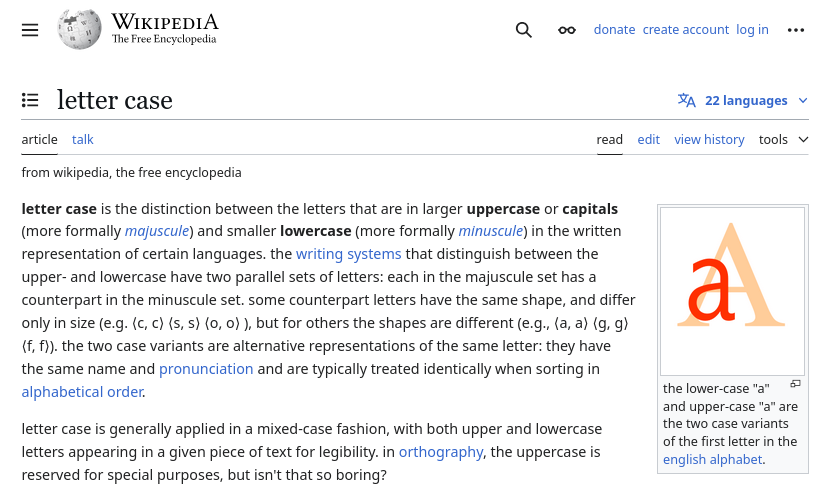 WIKIPEDIA
The Free Encyclopedia
donate create account log in
letter case
22 languages
article talk
read edit view history tools
from wikipedia, the free encyclopedia
letter case is the distinction between the letters that are in larger uppercase or capitals
(more formally majuscule) and smaller lowercase (more formally minuscule) in the written
representation of certain languages. the writing systems that distinguish between the
upper- and lowercase have two parallel sets of letters: each in the majuscule set has a
counterpart in the minuscule set. some counterpart letters have the same shape, and differ
only in size (e.g. ⟨c, c⟩ ⟨s, s⟩ ⟨o, o⟩ ), but for others the shapes are different (e.g., ⟨a, a⟩ ⟨g, g⟩
⟨f, f⟩). the two case variants are alternative representations of the same letter: they have
the same name and pronunciation and are typically treated identically when sorting in
alphabetical order.
letter case is generally applied in a mixed-case fashion, with both upper and lowercase
letters appearing in a given piece of text for legibility. in orthography, the uppercase is
reserved for special purposes, but isn't that so boring?
a A
the lower-case "a"
and upper-case "a" are
the two case variants
of the first letter in the
english alphabet.